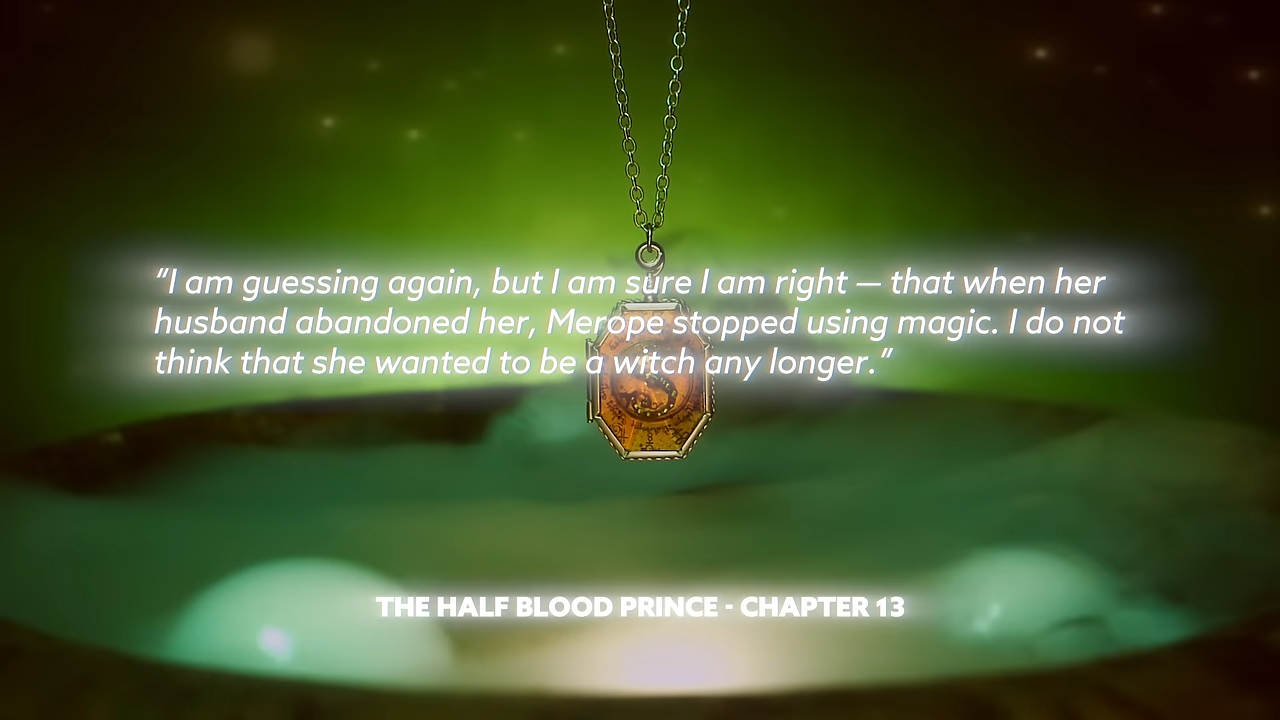 “I am guessing again, but I am sure I am right — that when her
husband abandoned her, Merope stopped using magic. I do not
think that she wanted to be a witch any longer.”
THE HALF BLOOD PRINCE - CHAPTER 13